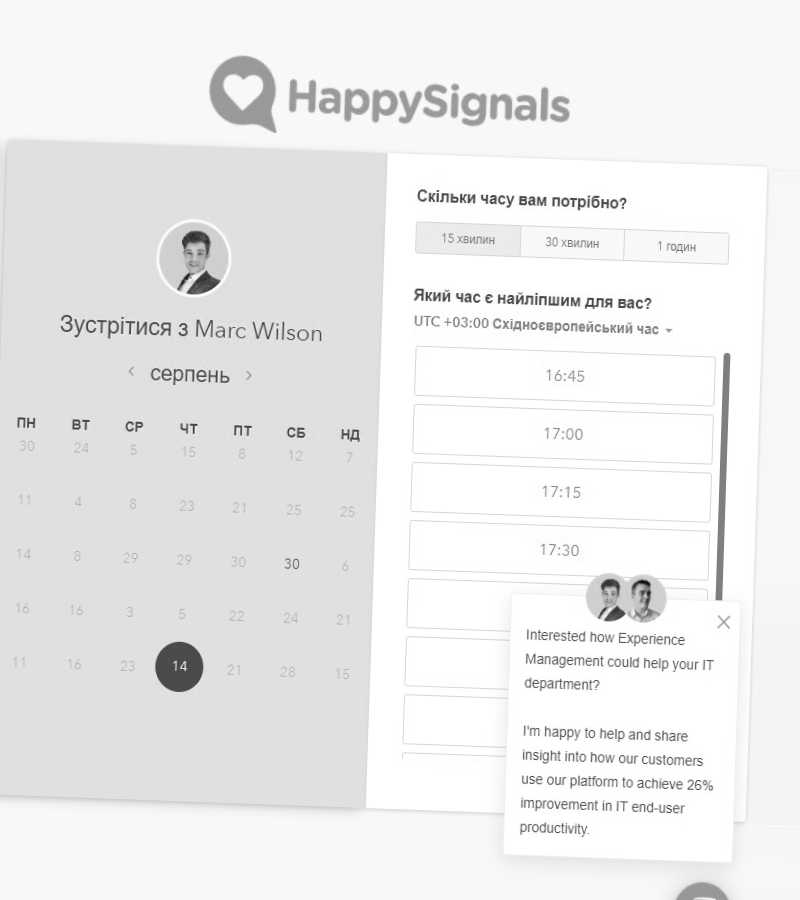 HappySignals
Зустрітися з Marc Wilson
серпень
ПН ВТ СР ЧТ ПТ СБ НД
30 24 5 15 8 12 7
11 4 8 23 21 25 25
14 8 29 29 30 30 6
16 16 3 5 22 24 21
11 16 23 14 21 28 15
Скільки часу вам потрібно?
15 хвилин 30 хвилин 1 годин
Який час є найліпшим для вас?
UTC +03:00 Східноєвропейський час
16:45
17:00
17:15
17:30
Interested how Experience
Management could help your IT
department?
I'm happy to help and share
insight into how our customers
use our platform to achieve 26%
improvement in IT end-user
productivity.